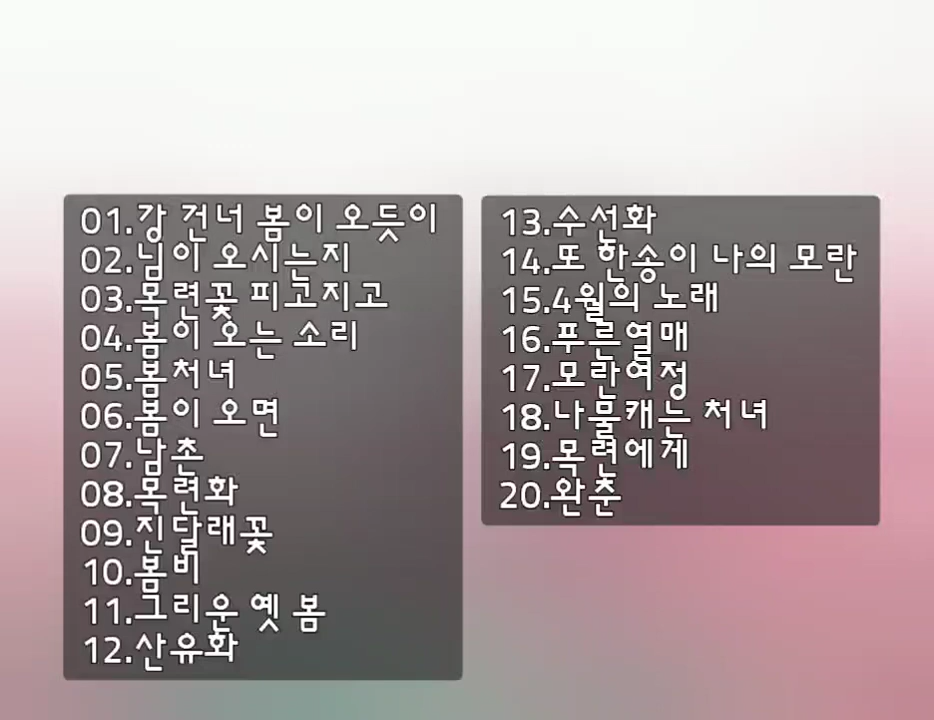 01.강 건너 봄이 오듯이
02.님이 오시는지
03.목련꽃 피고지고
04.봄이 오는 소리
05.봄처녀
06.봄이 오면
07.남촌
08.목련화
09.진달래꽃
10.봄비
11.그리운 옛 봄
12.산유화
13.수선화
14.또 한송이 나의 모란
15.4월의 노래
16.푸른열매
17.모란여정
18.나물캐는 처녀
19.목련에게
20.완춘